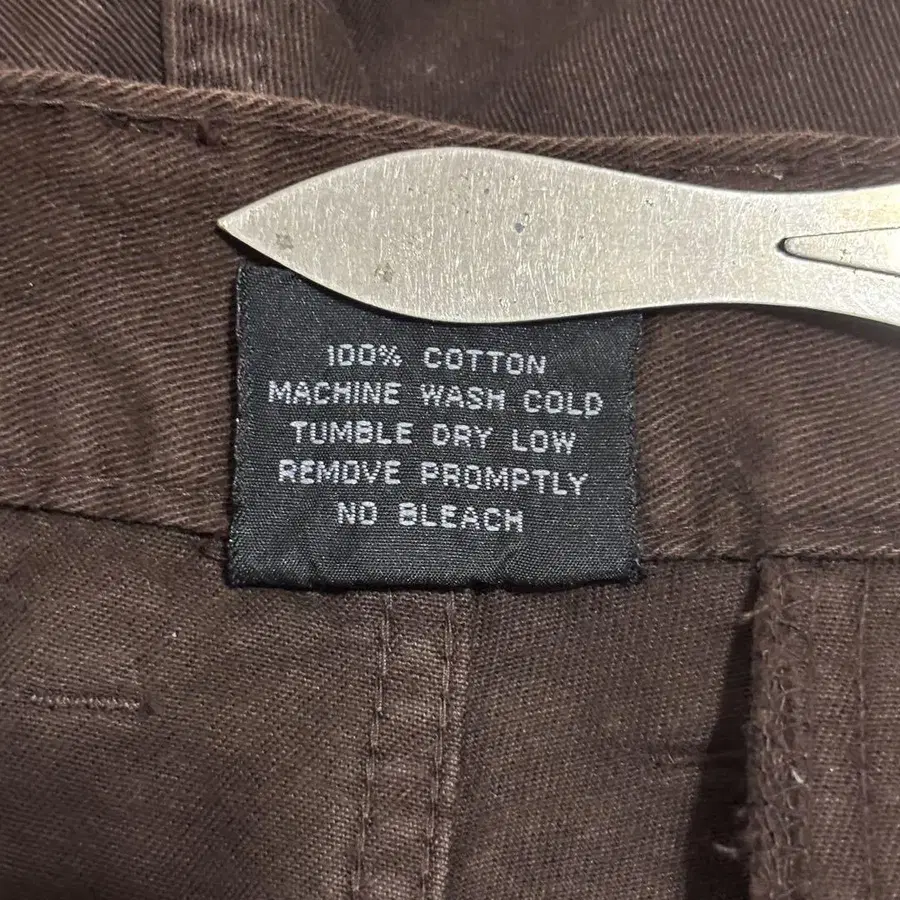 100% COTTON
MACHINE WASH COLD
TUMBLE DRY LOW
REMOVE PROMPTLY
NO BLEACH